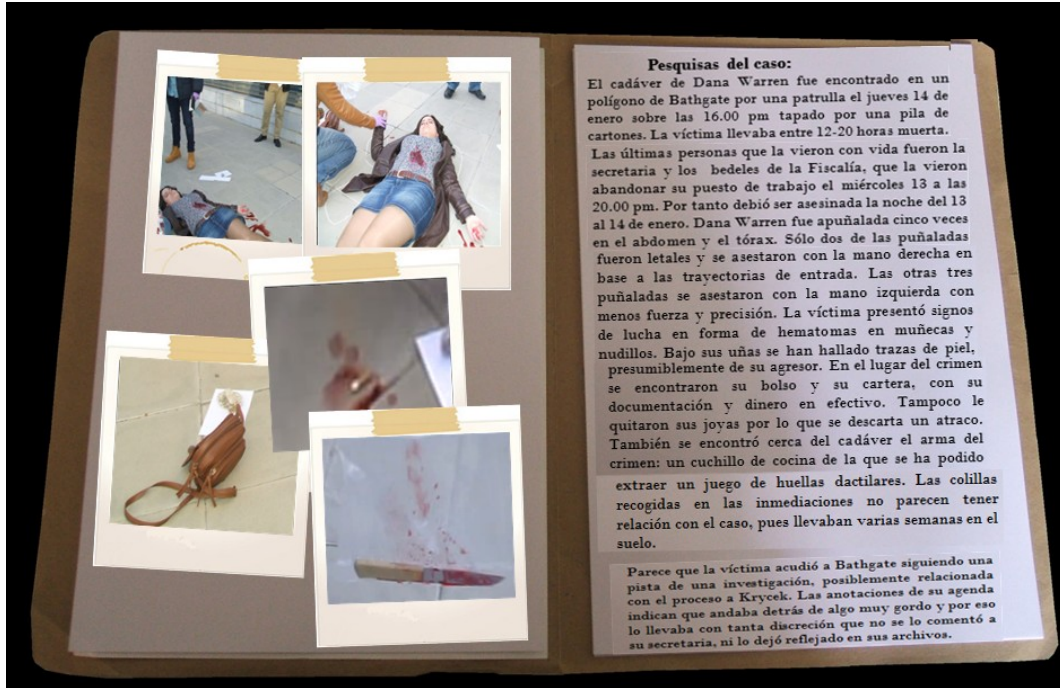 Pesquisas del caso:
El cadáver de Dana Warren fue encontrado en un
polígono de Bathgate por una patrulla el jueves 14 de
enero sobre las 16.00 pm tapado por una pila de
cartones. La víctima llevaba entre 12-20 horas muerta.
Las últimas personas que la vieron con vida fueron la
secretaria y los bedeles de la Fiscalía, que la vieron
abandonar su puesto de trabajo el miércoles 13 a las
20.00 pm. Por tanto debió ser asesinada la noche del 13
al 14 de enero. Dana Warren fue apuñalada cinco veces
en el abdomen y el tórax. Sólo dos de las puñaladas
fueron letales y se asestaron con la mano derecha en
base a las trayectorias de entrada. Las otras tres
puñaladas se asestaron con la mano izquierda con
menos fuerza y precisión. La víctima presentó signos
de lucha en forma de hematomas en muñecas y
nudillos. Bajo sus uñas se han hallado trazas de piel,
presumiblemente de su agresor. En el lugar del crimen
se encontraron su bolso y su cartera, con su
documentación y dinero en efectivo. Tampoco le
quitaron sus joyas por lo que se descarta un atraco.
También se encontró cerca del cadáver el arma del
crimen: un cuchillo de cocina de la que se ha podido
extraer un juego de huellas dactilares. Las colillas
recogidas en las inmediaciones no parecen tener
relación con el caso, pues llevaban varias semanas en el
suelo.
Parece que la víctima acudió a Bathgate siguiendo una
pista de una investigación, posiblemente relacionada
con el proceso a Krycek. Las anotaciones de su agenda
indican que andaba detrás de algo muy gordo y por eso
lo llevaba con tanta discreción que no se lo comentó a
su secretaria, ni lo dejó reflejado en sus archivos.